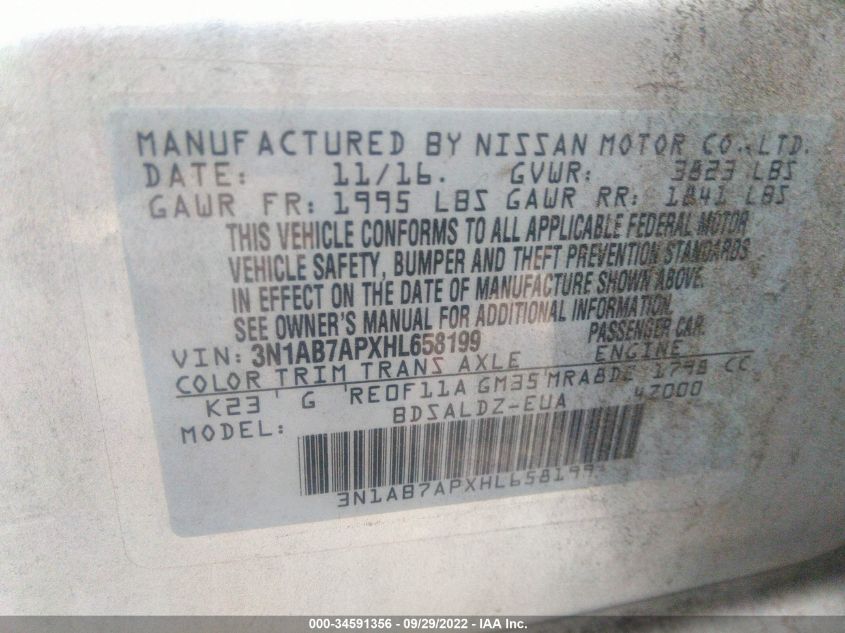 MANUFACTURED BY NISSAN MOTOR CO.,LTD.
DATE: 11/16. GVWR: 3823 LBS
GAWR FR: 1995 LBS GAWR RR: 1841 LBS
THIS VEHICLE CONFORMS TO ALL APPLICABLE FEDERAL MOTOR
VEHICLE SAFETY, BUMPER AND THEFT PREVENTION STANDARDS
IN EFFECT ON THE DATE OF MANUFACTURE SHOWN ABOVE.
SEE OWNER'S MANUAL FOR ADDITIONAL INFORMATION.
VIN: 3N1AB7APXHL658199 PASSENGER CAR
COLOR TRIM TRANS AXLE ENGINE
K23 G RE0F11A GM35 MRA8DE 1798 CC
MODEL: BDSALDZ-EUA 4Z000
3N1AB7APXHL658199
000-34591356 - 09/29/2022 - IAA Inc.